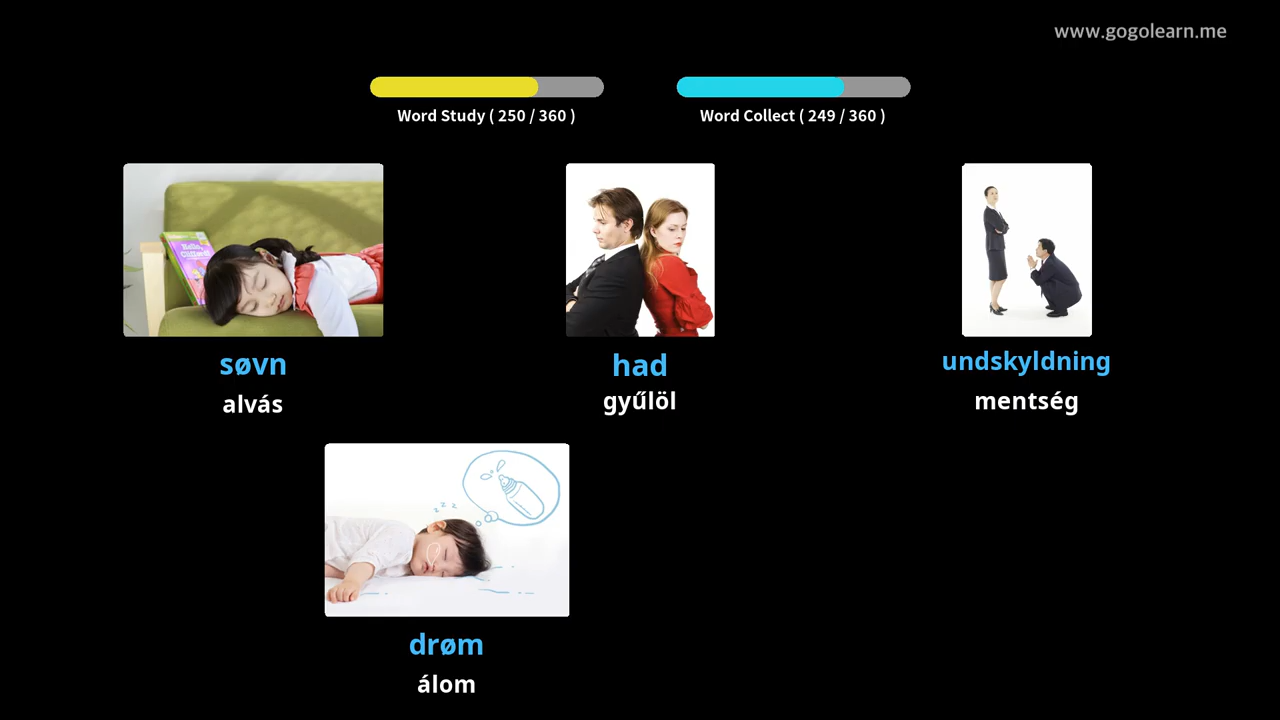 www.gogolearn.me
Word Study ( 250 / 360 )
Word Collect ( 249 / 360 )
søvn
alvás
had
gyűlöl
undskyldning
mentség
z z z
drøm
álom